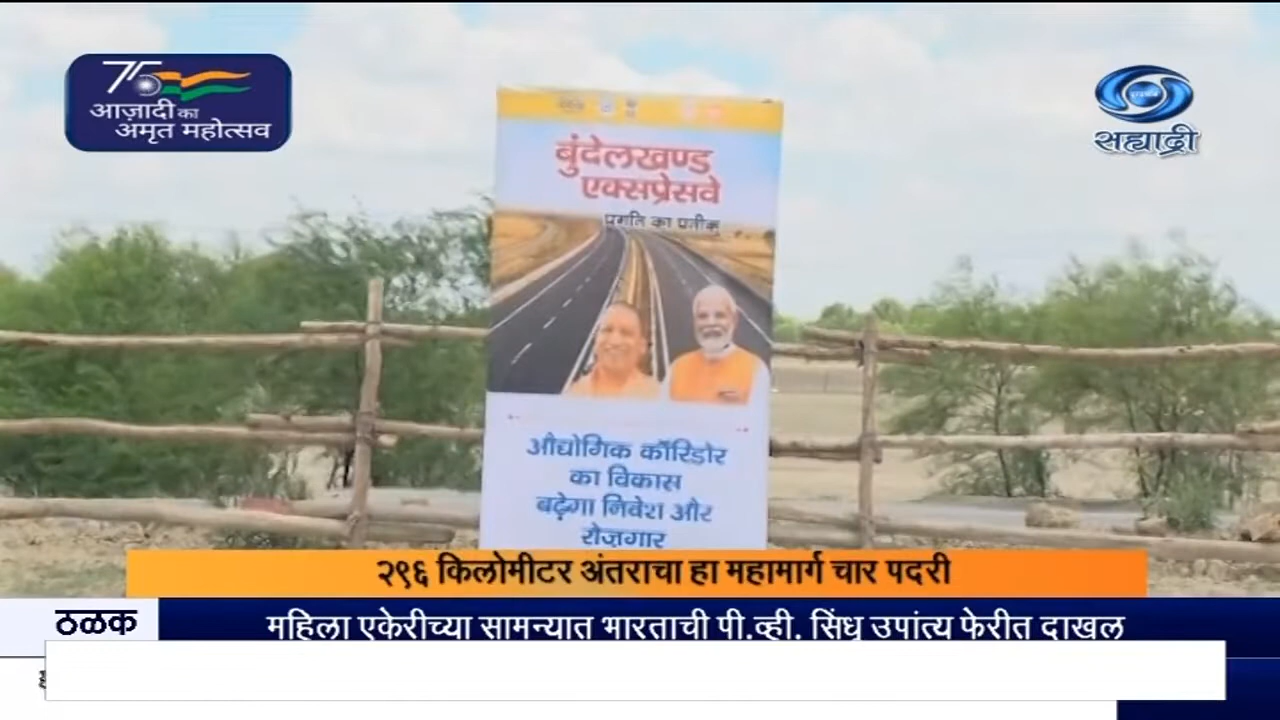 75
आज़ादी का
अमृत महोत्सव
सह्याद्री
बुंदेलखण्ड
एक्सप्रेसवे
प्रगति का प्रतीक
औद्योगिक कॉरिडोर
का विकास
बढ़ेगा निवेश और
रोज़गार
२९६ किलोमीटर अंतराचा हा महामार्ग चार पदरी
ठळक
महिला एकेरीच्या सामन्यात भारताची पी.व्ही. सिंधू उपांत्य फेरीत दाखल